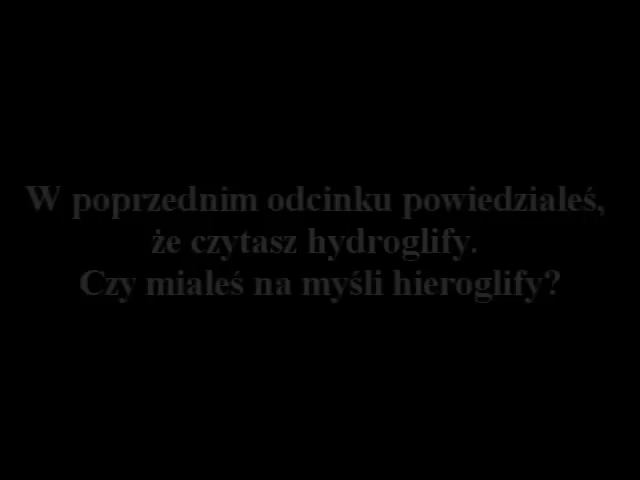 W poprzednim odcinku powiedziałeś,
że czytasz hydroglify.
Czy miałeś na myśli hieroglify?